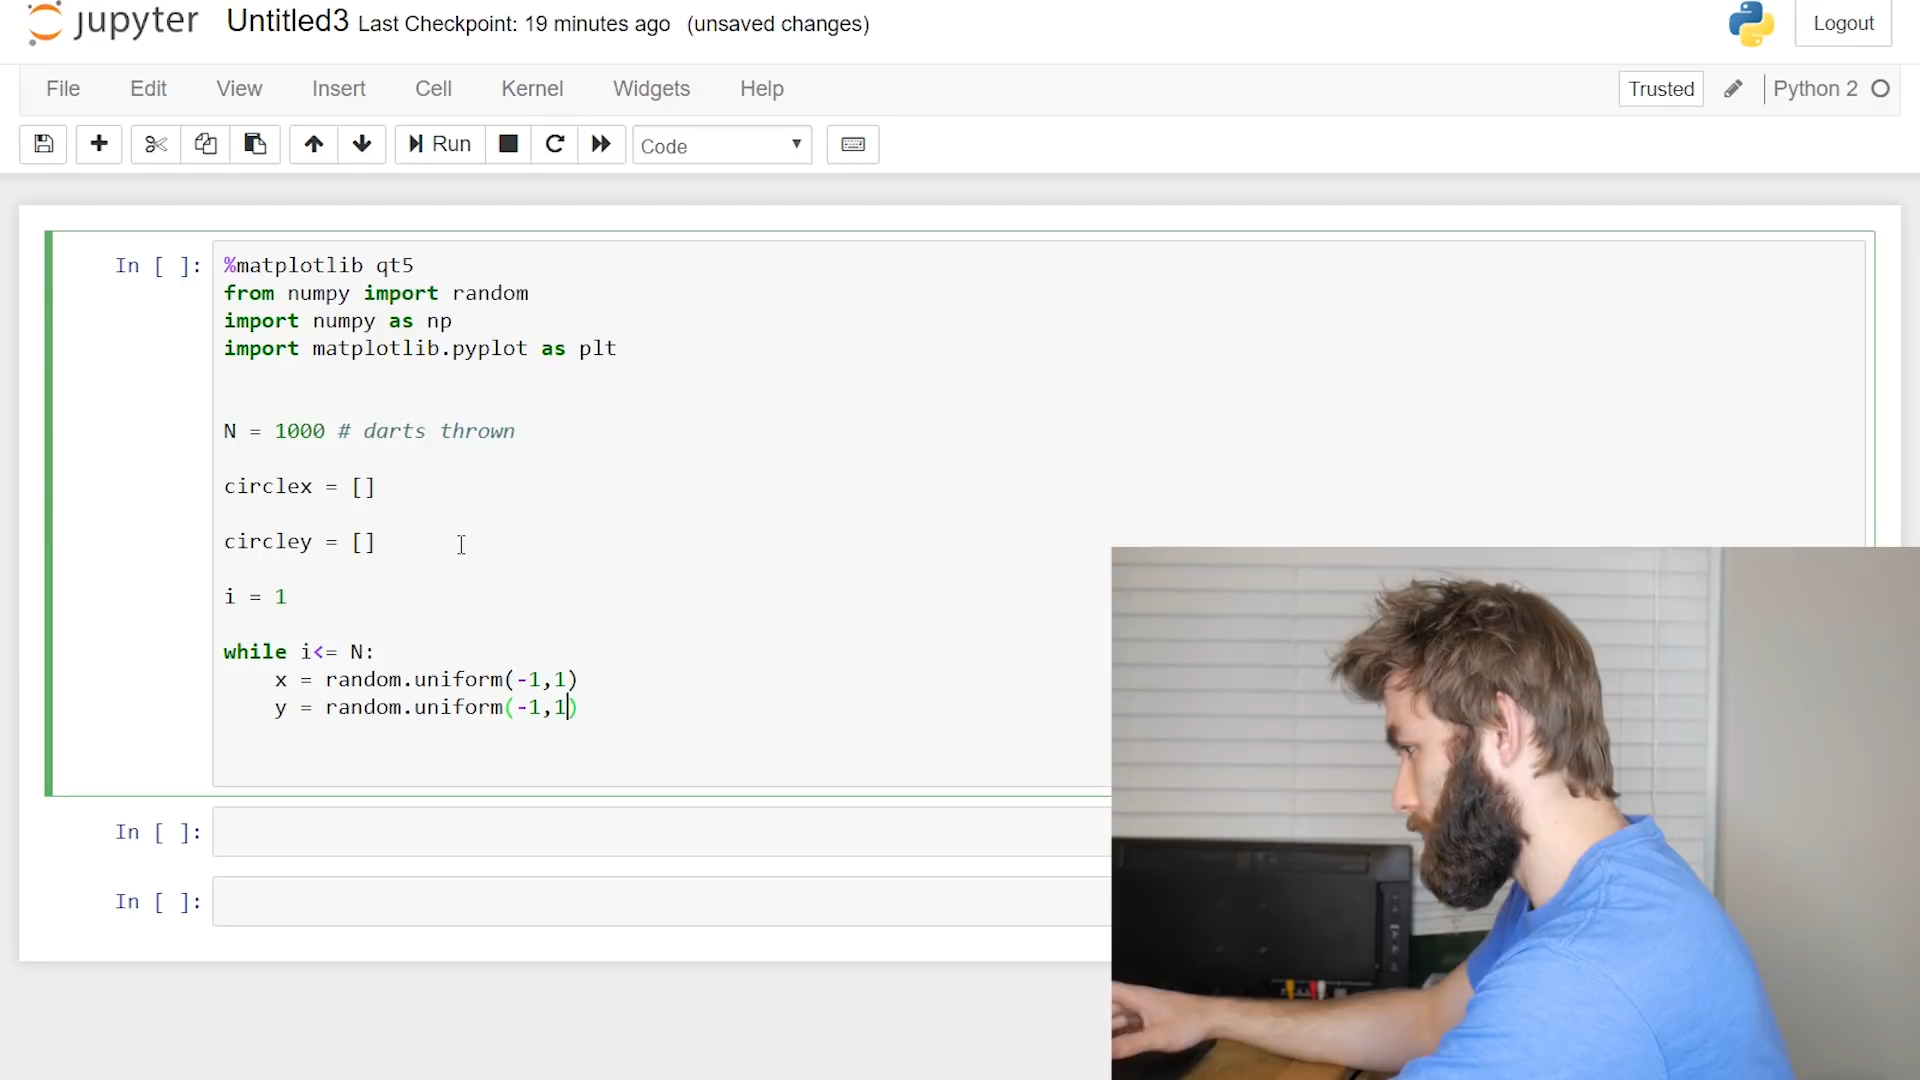 jupyter Untitled3 Last Checkpoint: 19 minutes ago (unsaved changes) Logout
File Edit View Insert Cell Kernel Widgets Help Trusted Python 2
Run Code
In [ ]: %matplotlib qt5
from numpy import random
import numpy as np
import matplotlib.pyplot as plt
N = 1000 # darts thrown
circlex = []
circley = []
i = 1
while i<= N:
x = random.uniform(-1,1)
y = random.uniform(-1,1)
In [ ]:
In [ ]: